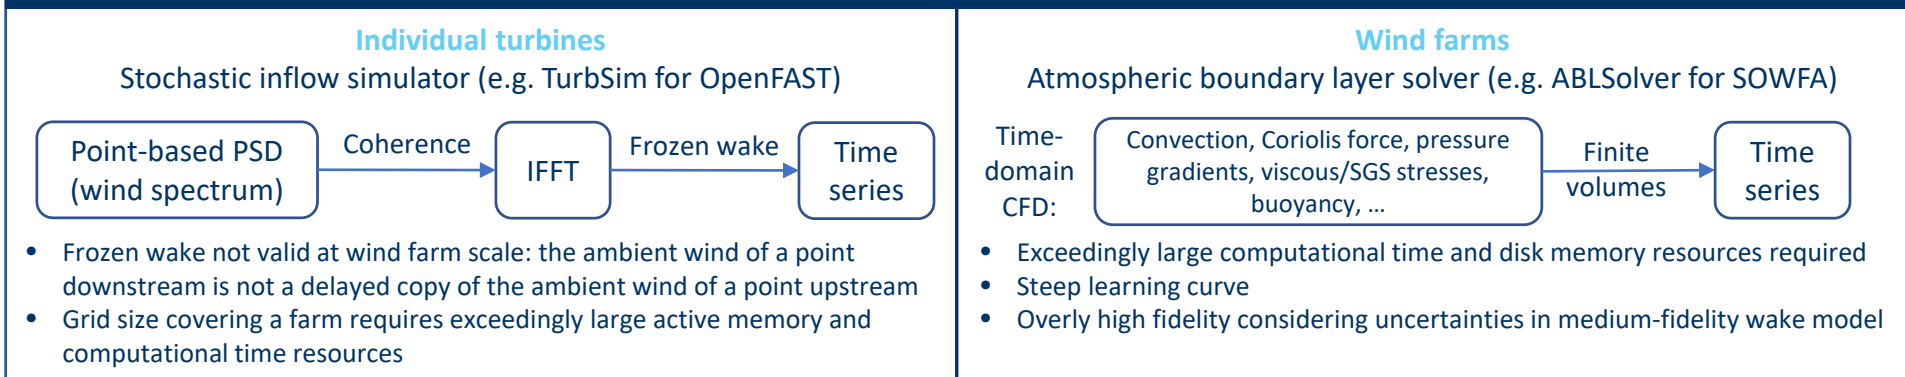 Individual turbines
Stochastic inflow simulator (e.g. TurbSim for OpenFAST)
Point-based PSD
(wind spectrum)
Coherence
IFFT
Frozen wake
Time
series
• Frozen wake not valid at wind farm scale: the ambient wind of a point
downstream is not a delayed copy of the ambient wind of a point upstream
• Grid size covering a farm requires exceedingly large active memory and
computational time resources
Wind farms
Atmospheric boundary layer solver (e.g. ABLSolver for SOWFA)
Time-
domain
CFD:
Convection, Coriolis force, pressure
gradients, viscous/SGS stresses,
buoyancy, ...
Finite
volumes
Time
series
• Exceedingly large computational time and disk memory resources required
• Steep learning curve
• Overly high fidelity considering uncertainties in medium-fidelity wake model